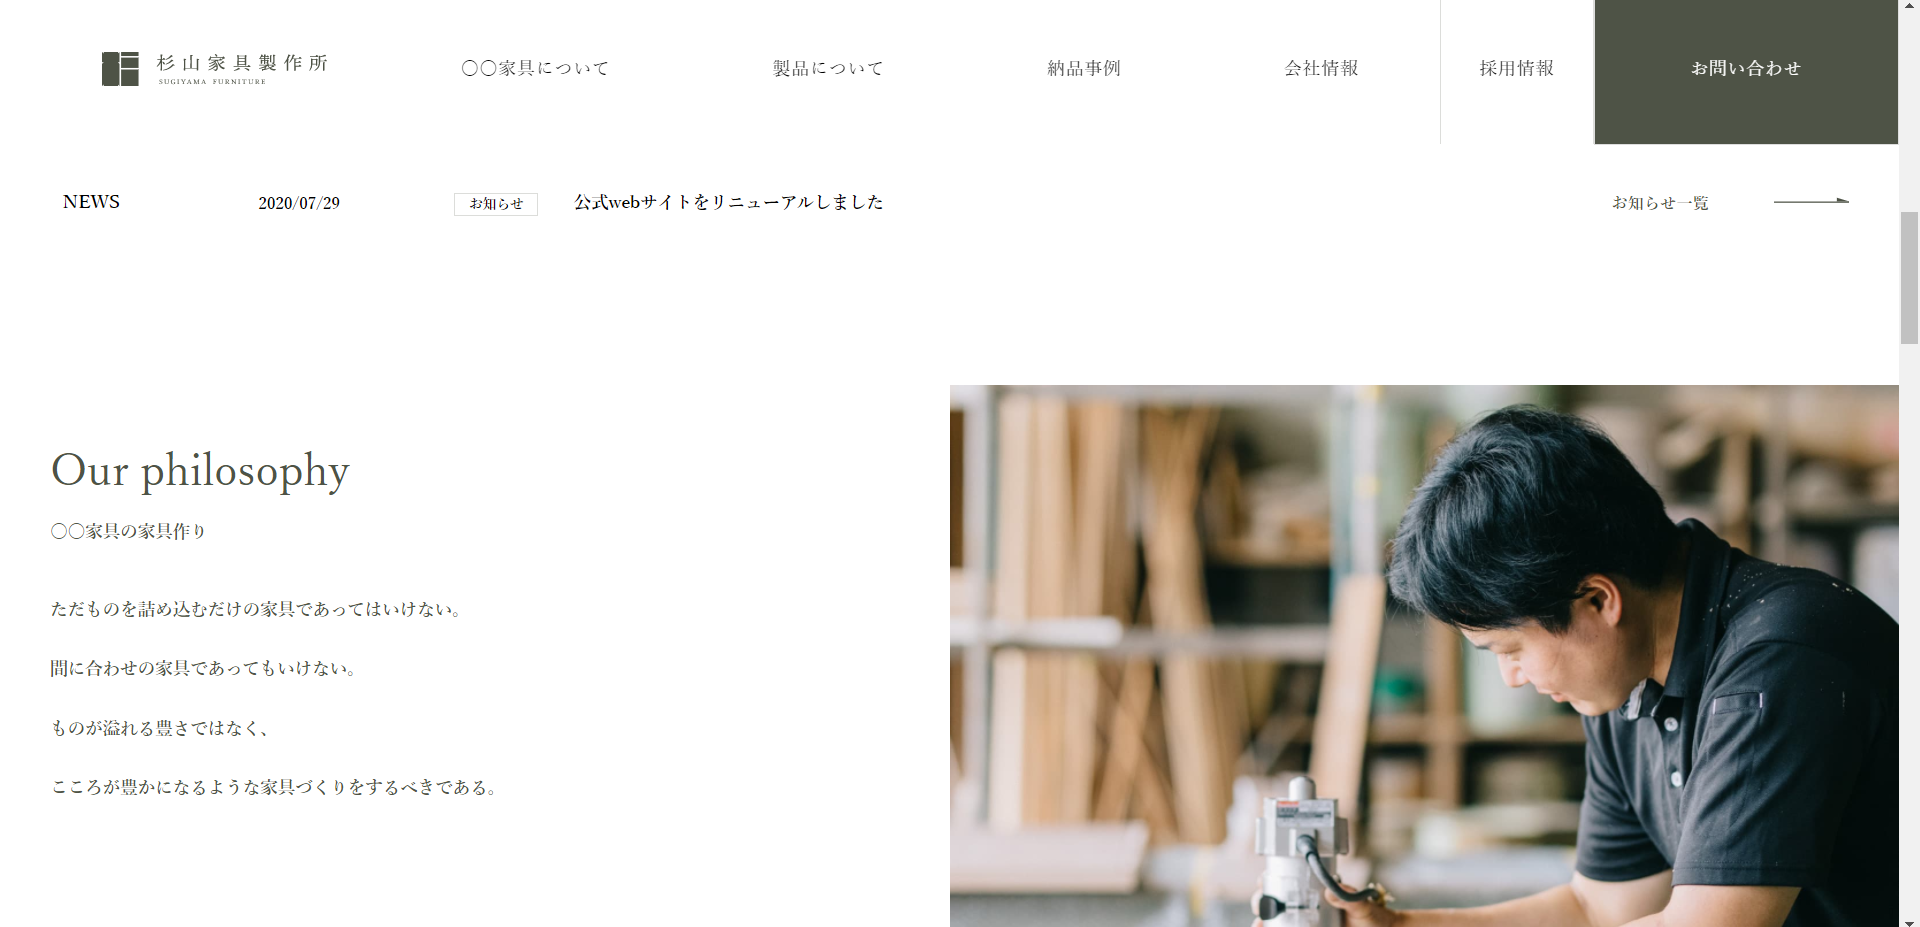 杉山家具製作所
SUGIYAMA FURNITURE
〇〇家具について
製品について
納品事例
会社情報
採用情報
お問い合わせ
NEWS 2020/07/29 お知らせ 公式webサイトをリニューアルしました お知らせ一覧
Our philosophy
〇〇家具の家具作り
ただものを詰め込むだけの家具であってはいけない。
間に合わせの家具であってもいけない。
ものが溢れる豊さではなく、
こころが豊かになるような家具づくりをするべきである。